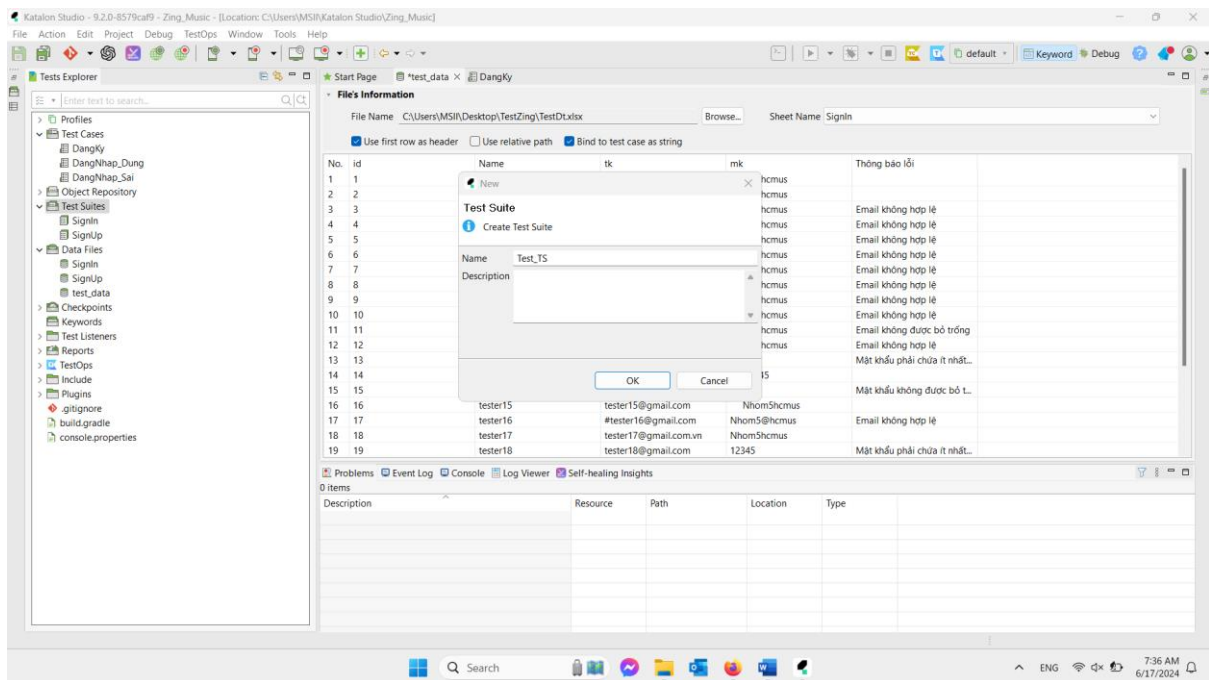 Katalon Studio - 9.2.0-8579caf9 - Zing_Music - [Location: C:\Users\MSII\Katalon Studio\Zing_Music]
File Action Edit Project Debug TestOps Window Tools Help
default Keyword Debug
Tests Explorer
Enter text to search...
Profiles
Test Cases
DangKy
DangNhap_Dung
DangNhap_Sai
Object Repository
Test Suites
SignIn
SignUp
Data Files
SignIn
SignUp
test_data
Checkpoints
Keywords
Test Listeners
Reports
TestOps
Include
Plugins
.gitignore
build.gradle
console.properties
Start Page *test_data DangKy
File's Information
File Name C:\Users\MSII\Desktop\TestZing\TestDt.xlsx Browse... Sheet Name SignIn
Use first row as header Use relative path Bind to test case as string
No. id Name tk mk Thông báo lỗi
1 1 hcmus
2 2 hcmus
3 3 hcmus Email không hợp lệ
4 4 hcmus Email không hợp lệ
5 5 hcmus Email không hợp lệ
6 6 hcmus Email không hợp lệ
7 7 hcmus Email không hợp lệ
8 8 hcmus Email không hợp lệ
9 9 hcmus Email không hợp lệ
10 10 hcmus Email không hợp lệ
11 11 hcmus Email không được bỏ trống
12 12 hcmus Email không hợp lệ
13 13 Mật khẩu phải chứa ít nhất...
14 14 45
15 15 Mật khẩu không được bỏ t...
16 16 tester15 tester15@gmail.com Nhom5hcmus
17 17 tester16 #tester16@gmail.com Nhom5@hcmus Email không hợp lệ
18 18 tester17 tester17@gmail.com.vn Nhom5hcmus
19 19 tester18 tester18@gmail.com 12345 Mật khẩu phải chứa ít nhất...
New
Test Suite
Create Test Suite
Name Test_TS
Description
OK Cancel
Problems Event Log Console Log Viewer Self-healing Insights
0 items
Description Resource Path Location Type
Search
ENG
7:36 AM
6/17/2024